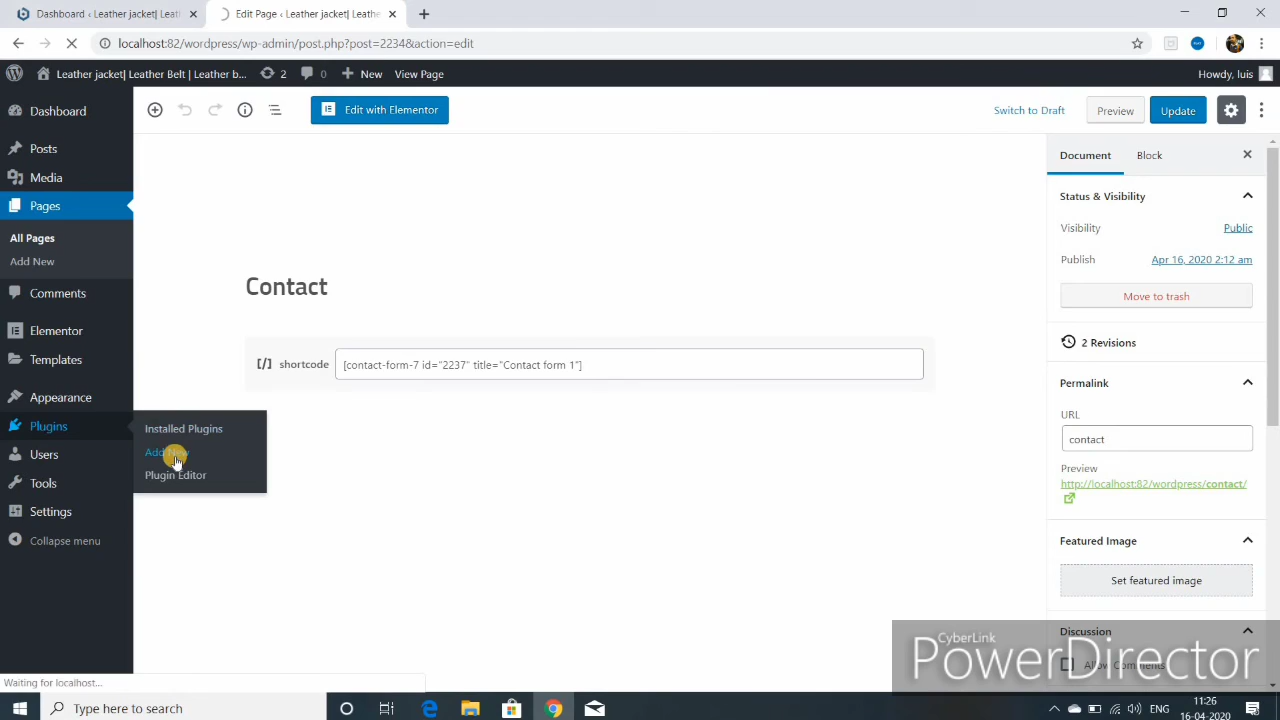 Dashboard ‹ Leather jacket| Leathe
Edit Page ‹ Leather jacket| Leathe
localhost:82/wordpress/wp-admin/post.php?post=2234&action=edit
Leather jacket| Leather Belt | Leather b...
2
0
New
View Page
Howdy, luis
Dashboard
Posts
Media
Pages
All Pages
Add New
Comments
Elementor
Templates
Appearance
Plugins
Users
Tools
Settings
Collapse menu
Installed Plugins
Add New
Plugin Editor
Edit with Elementor
Switch to Draft
Preview
Update
Contact
[/] shortcode
[contact-form-7 id="2237" title="Contact form 1"]
Document
Block
Status & Visibility
Visibility
Public
Publish
Apr 16, 2020 2:12 am
Move to trash
2 Revisions
Permalink
URL
contact
Preview
http://localhost:82/wordpress/contact/
Featured Image
Set featured image
Discussion
Allow Comments
CyberLink
PowerDirector
Waiting for localhost...
Type here to search
ENG
11:26
16-04-2020